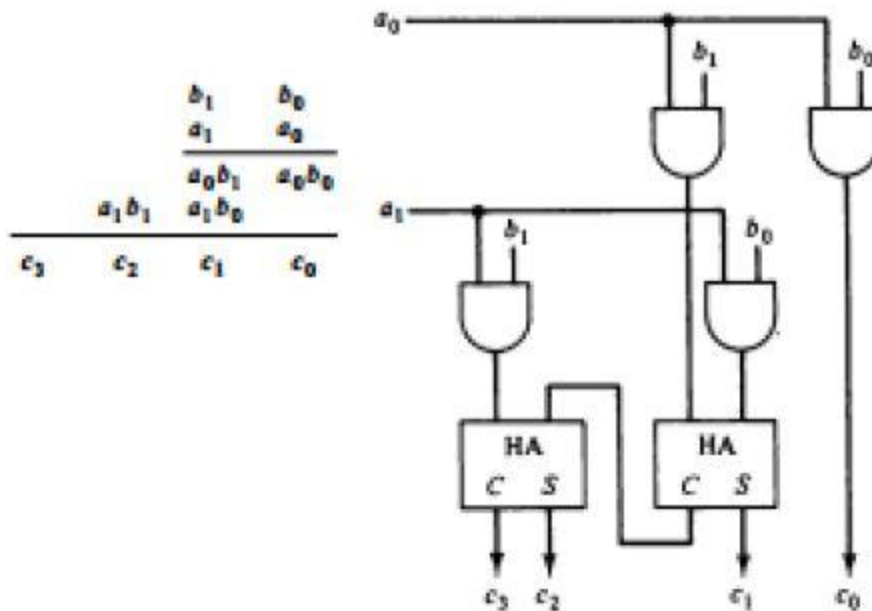 b₁ b₀
a₁ a₀
a₀b₁ a₀b₀
a₁b₁ a₁b₀
c₃ c₂ c₁ c₀
a₀
b₁ b₀
a₁
b₁ b₀
HA HA
C S C S
c₃ c₂ c₁ c₀